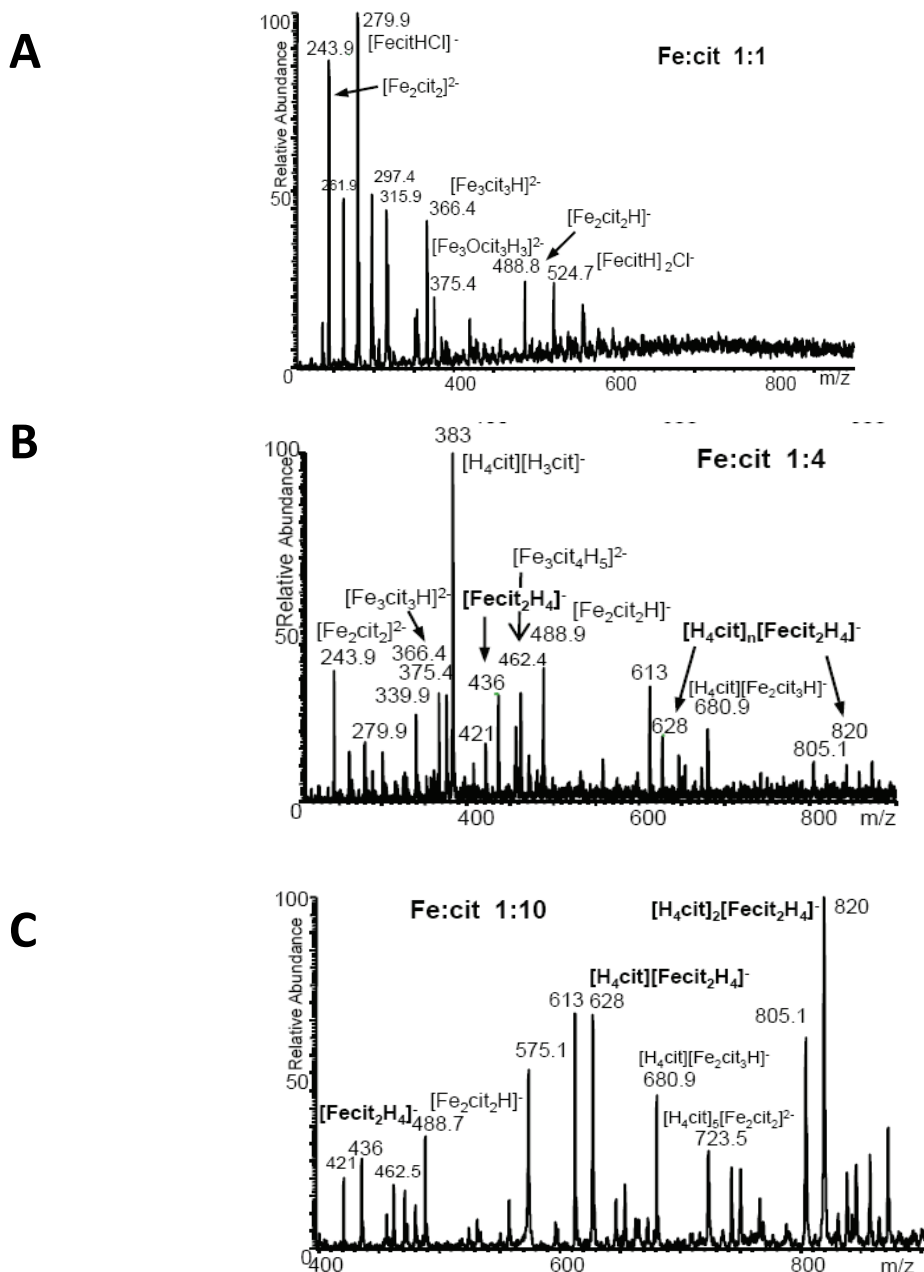 A
Relative Abundance
100
50
0
243.9
279.9
[FecitHCl]-
[Fe2cit2]2-
Fe:cit 1:1
261.9
297.4
315.9
[Fe3cit3H]2-
366.4
[Fe3Ocit3H3]2-
375.4
[Fe2cit2H]-
488.8
524.7
[FecitH]2Cl-
400
600
800
m/z
B
Relative Abundance
100
50
0
383
[H4cit][H3cit]-
Fe:cit 1:4
[Fe3cit4H5]2-
[Fe3cit3H]2-
[Fecit2H4]-
[Fe2cit2H]-
[Fe2cit2]2-
243.9
366.4
375.4
339.9
279.9
421
436
462.4
488.9
[H4cit]n[Fecit2H4]-
613
628
[H4cit][Fe2cit3H]-
680.9
805.1
820
400
600
800
m/z
C
Relative Abundance
100
50
0
Fe:cit 1:10
[H4cit]2[Fecit2H4]-
820
[H4cit][Fecit2H4]-
613
628
805.1
575.1
[H4cit][Fe2cit3H]-
680.9
[Fecit2H4]-
[Fe2cit2H]-
488.7
[H4cit]5[Fe2cit2]2-
723.5
421
436
462.5
400
600
800
m/z